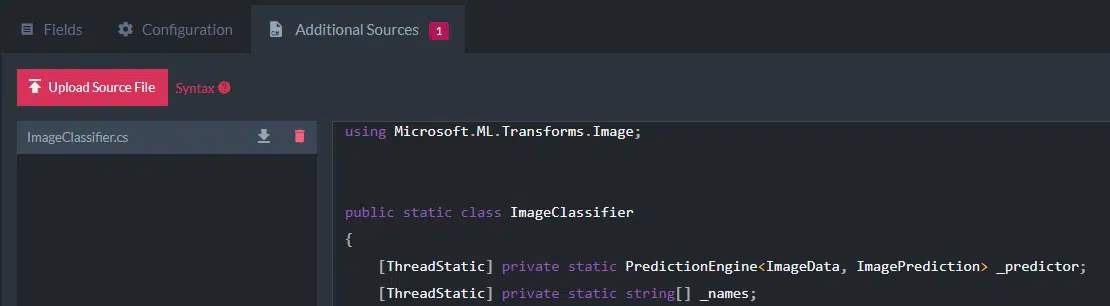 Fields Configuration C# Additional Sources 1
Upload Source File Syntax ?
ImageClassifier.cs
using Microsoft.ML.Transforms.Image;
public static class ImageClassifier
{
[ThreadStatic] private static PredictionEngine<ImageData, ImagePrediction> _predictor;
[ThreadStatic] private static string[] _names;